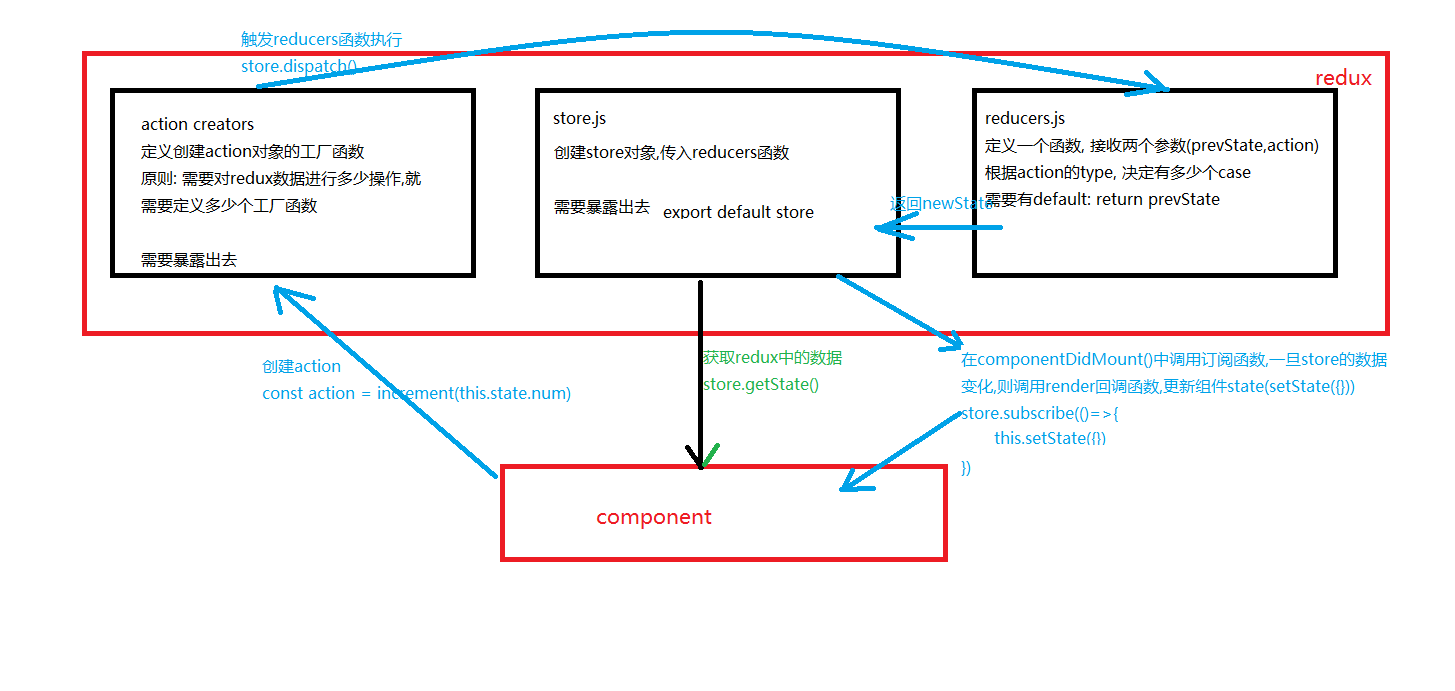 触发reducers函数执行
store.dispatch()
redux
action creators
定义创建action对象的工厂函数
原则: 需要对redux数据进行多少操作,就
需要定义多少个工厂函数
需要暴露出去
store.js
创建store对象,传入reducers函数
需要暴露出去 export default store
reducers.js
定义一个函数, 接收两个参数(prevState,action)
根据action的type, 决定有多少个case
需要有default: return prevState
返回newState
创建action
const action = increment(this.state.num)
获取redux中的数据
store.getState()
在componentDidMount()中调用订阅函数,一旦store的数据
变化,则调用render回调函数,更新组件state(setState({}))
store.subscribe(()=>{
this.setState({})
})
component